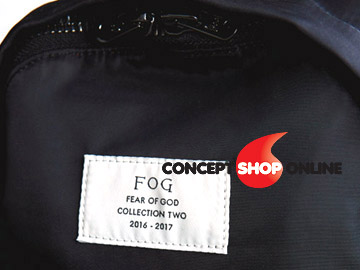 CONCEPT SHOP ONLINE
FOG
FEAR OF GOD
COLLECTION TWO
2016 - 2017